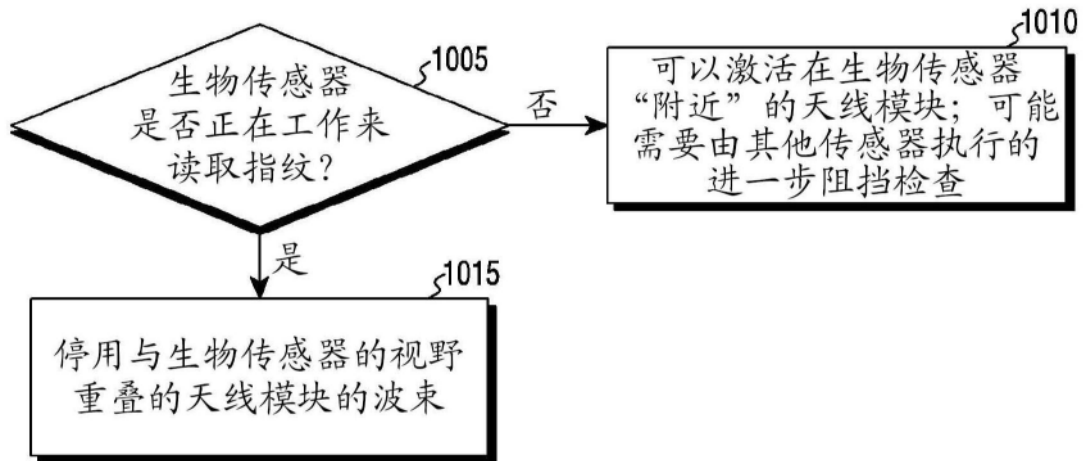 1005
生物传感器
是否正在工作来
读取指纹？
否
1010
可以激活在生物传感器
“附近”的天线模块；可能
需要由其他传感器执行的
进一步阻挡检查
是
1015
停用与生物传感器的视野
重叠的天线模块的波束